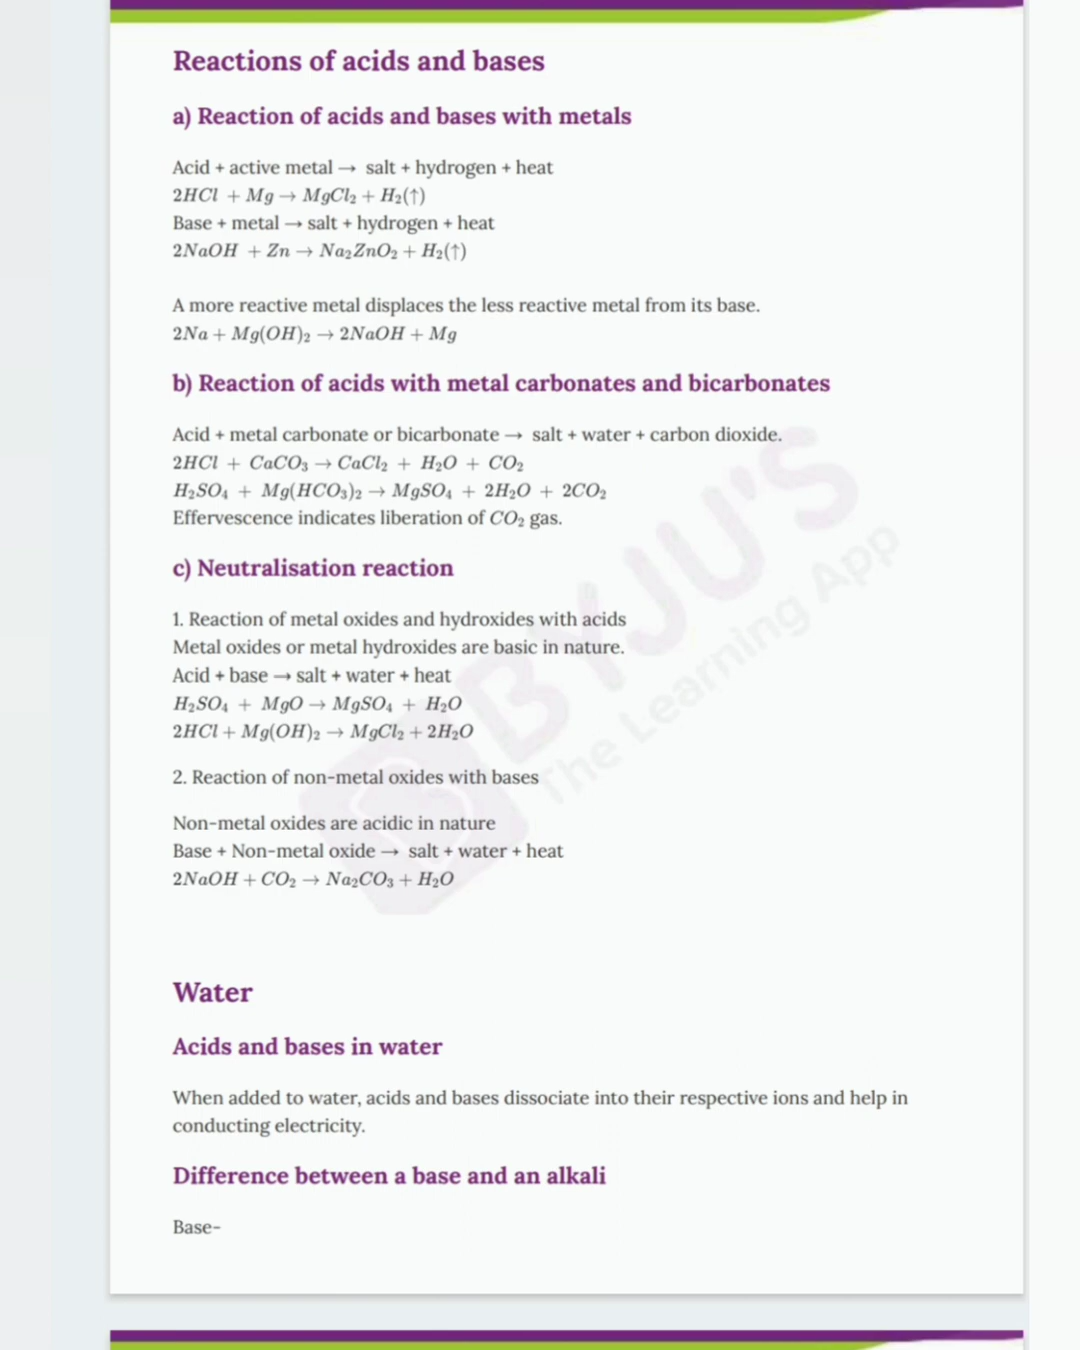 Reactions of acids and bases
a) Reaction of acids and bases with metals
Acid + active metal → salt + hydrogen + heat
2HCl + Mg → MgCl₂ + H₂(↑)
Base + metal → salt + hydrogen + heat
2NaOH + Zn → Na₂ZnO₂ + H₂(↑)
A more reactive metal displaces the less reactive metal from its base.
2Na + Mg(OH)₂ → 2NaOH + Mg
b) Reaction of acids with metal carbonates and bicarbonates
Acid + metal carbonate or bicarbonate → salt + water + carbon dioxide.
2HCl + CaCO₃ → CaCl₂ + H₂O + CO₂
H₂SO₄ + Mg(HCO₃)₂ → MgSO₄ + 2H₂O + 2CO₂
Effervescence indicates liberation of CO₂ gas.
c) Neutralisation reaction
1. Reaction of metal oxides and hydroxides with acids
Metal oxides or metal hydroxides are basic in nature.
Acid + base → salt + water + heat
H₂SO₄ + MgO → MgSO₄ + H₂O
2HCl + Mg(OH)₂ → MgCl₂ + 2H₂O
2. Reaction of non-metal oxides with bases
Non-metal oxides are acidic in nature
Base + Non-metal oxide → salt + water + heat
2NaOH + CO₂ → Na₂CO₃ + H₂O
BYJU'S
The Learning App
Water
Acids and bases in water
When added to water, acids and bases dissociate into their respective ions and help in
conducting electricity.
Difference between a base and an alkali
Base-